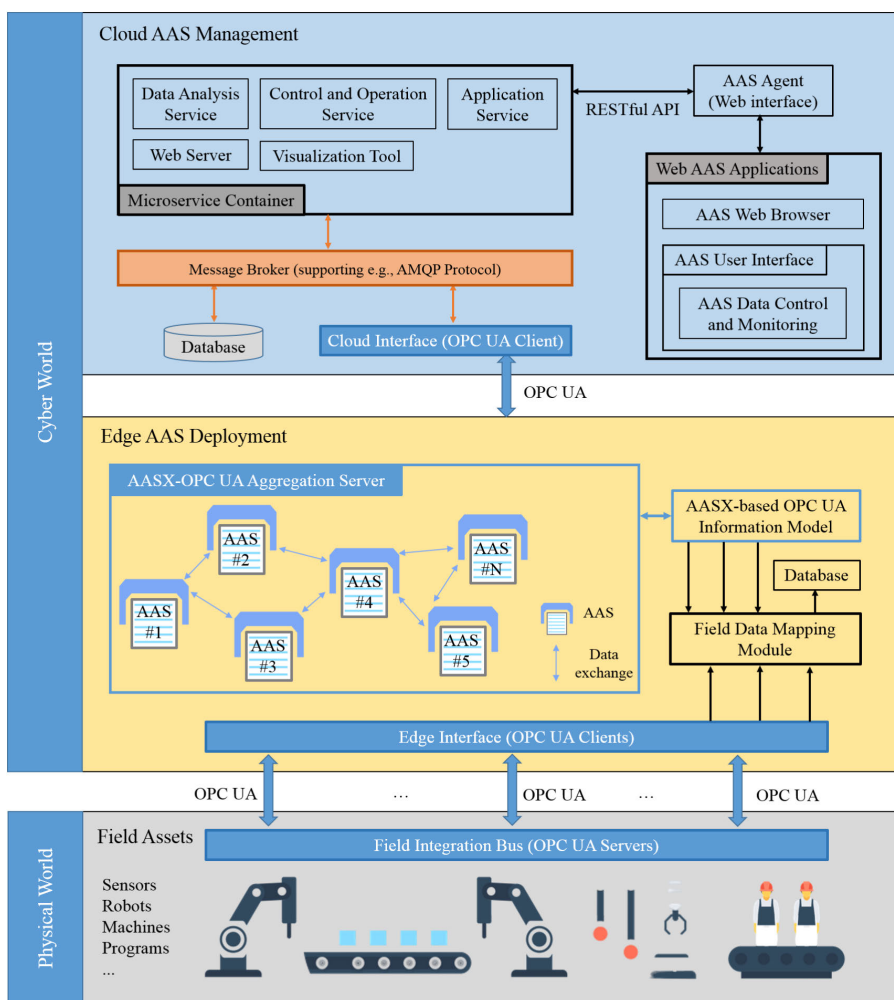 Cyber World
Cloud AAS Management
Data Analysis
Service
Control and Operation
Service
Application
Service
Web Server
Visualization Tool
Microservice Container
RESTful API
AAS Agent
(Web interface)
Web AAS Applications
AAS Web Browser
AAS User Interface
AAS Data Control
and Monitoring
Message Broker (supporting e.g., AMQP Protocol)
Database
Cloud Interface (OPC UA Client)
OPC UA
Edge AAS Deployment
AASX-OPC UA Aggregation Server
AAS
#1
AAS
#2
AAS
#3
AAS
#4
AAS
#5
AAS
#N
AAS
Data
exchange
AASX-based OPC UA
Information Model
Database
Field Data Mapping
Module
Edge Interface (OPC UA Clients)
OPC UA
...
OPC UA
...
OPC UA
Physical World
Field Assets
Field Integration Bus (OPC UA Servers)
Sensors
Robots
Machines
Programs
...